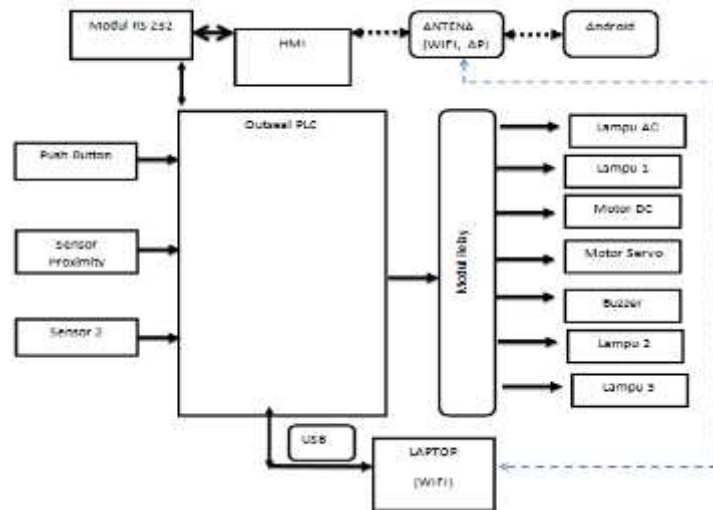 Modul RS 232
HMI
ANTENA
(WIFI, API
Android
Outseal PLC
Push Button
Sensor
Proximity
Sensor 2
Modul Relay
Lampu AC
Lampu 1
Motor DC
Motor Servo
Buzzer
Lampu 2
Lampu 3
USB
LAPTOP
(WIFI)